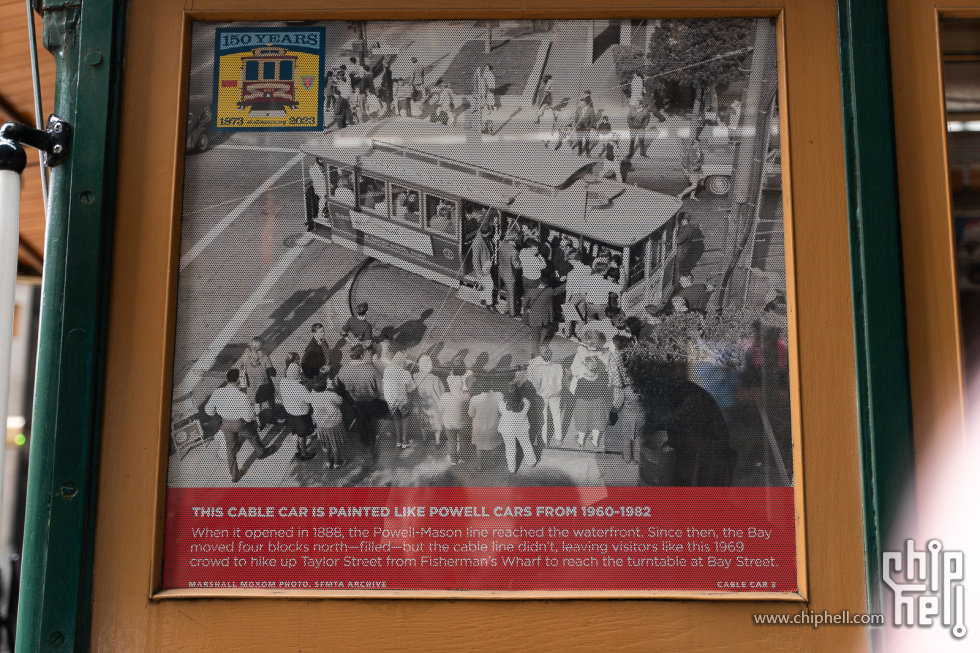 150 YEARS
1873
2023
THIS CABLE CAR IS PAINTED LIKE POWELL CARS FROM 1960-1982
When it opened in 1888, the Powell-Mason line reached the waterfront. Since then, the Bay
moved four blocks north—filled—but the cable line didn't, leaving visitors like this 1969
crowd to hike up Taylor Street from Fisherman's Wharf to reach the turntable at Bay Street.
MARSHALL MOXOM PHOTO, SFMTA ARCHIVE
CABLE CAR 3
www.chiphell.com
chip
hell